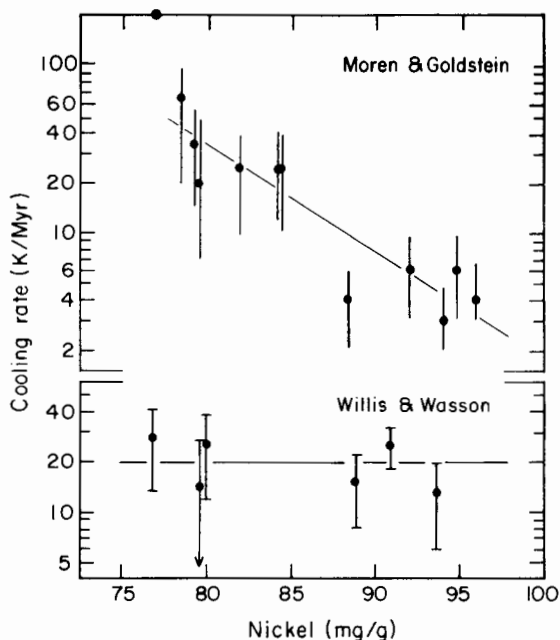 Moren & Goldstein
100
60
40
20
10
6
4
2
Cooling rate (K/Myr)
Willis & Wasson
40
20
10
5
75 80 85 90 95 100
Nickel (mg/g)